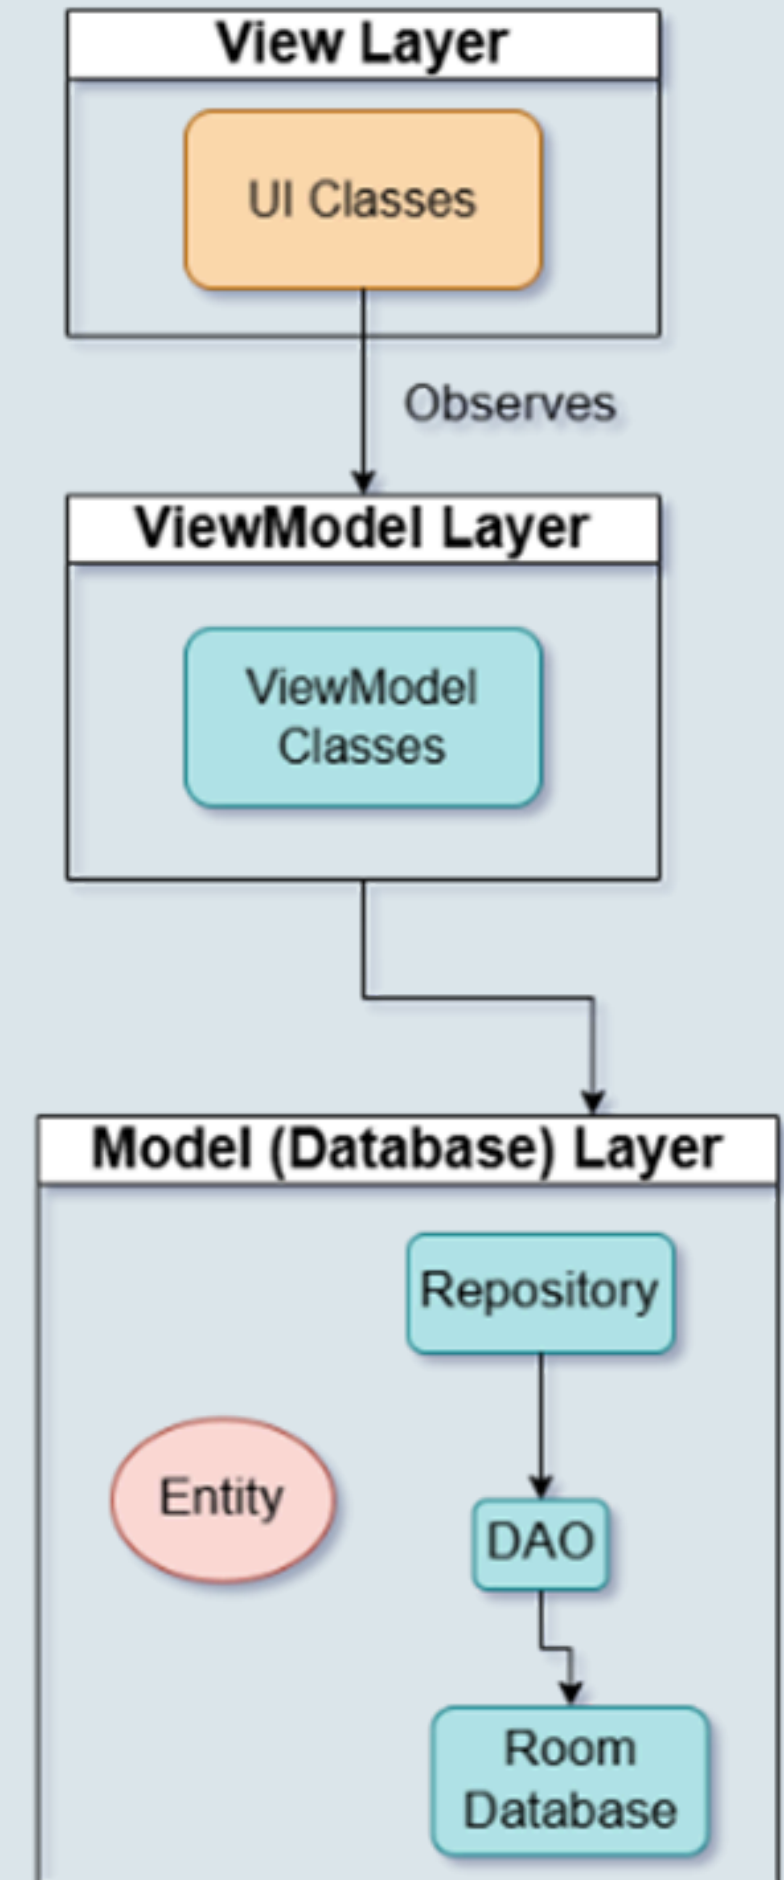 View Layer
UI Classes
Observes
ViewModel Layer
ViewModel
Classes
Model (Database) Layer
Repository
Entity
DAO
Room
Database